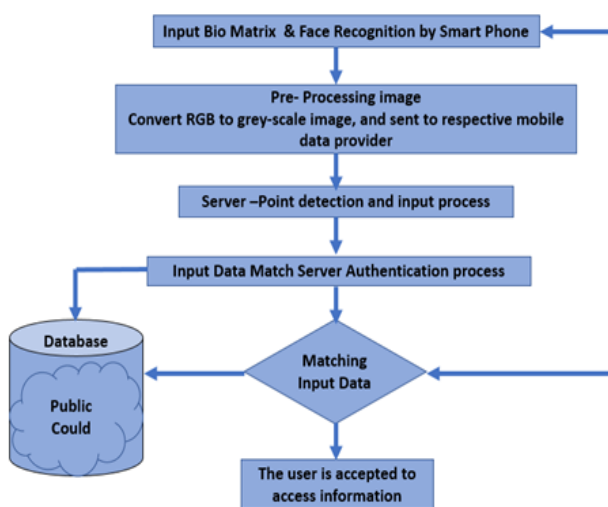 Input Bio Matrix & Face Recognition by Smart Phone
Pre- Processing image
Convert RGB to grey-scale image, and sent to respective mobile
data provider
Server –Point detection and input process
Input Data Match Server Authentication process
Database
Public
Could
Matching
Input Data
The user is accepted to
access information